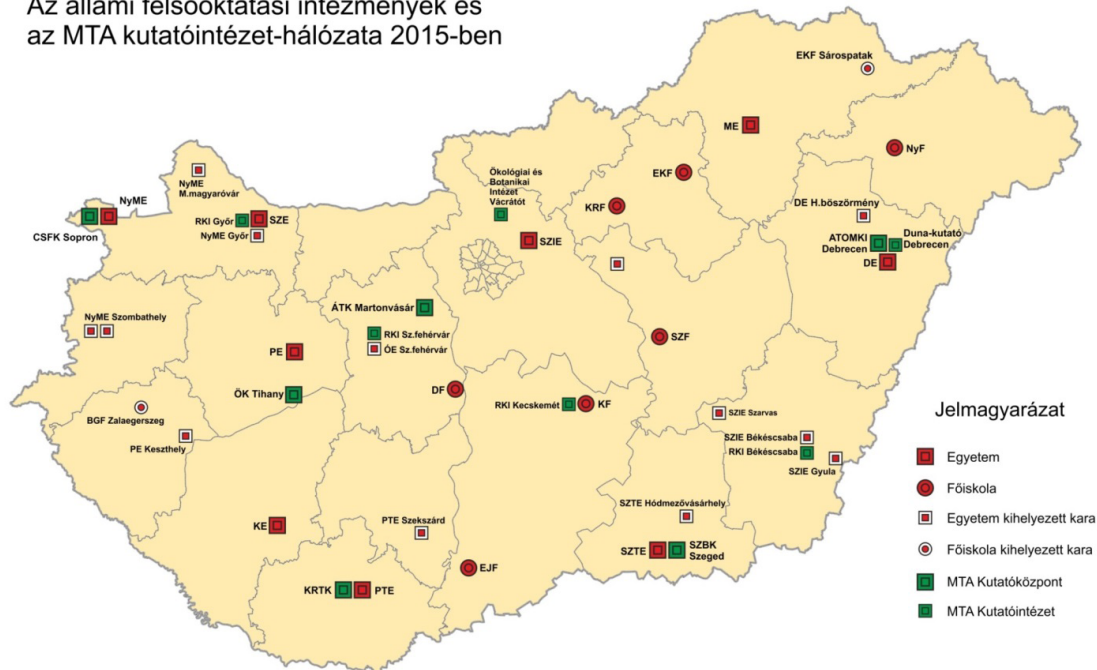 Az állami felsőoktatási intézmények és
az MTA kutatóintézet-hálózata 2015-ben
EKF Sárospatak
ME
NyF
Ökológiai és
Botanikai
Intézet
Vácrátót
EKF
KRF
NyME
M.magyaróvár
NyME
CSFK Sopron
RKI Győr
SZE
NyME Győr
SZIE
DE H.böszörmény
ATOMKI
Debrecen
Duna-kutató
Debrecen
DE
ÁTK Martonvásár
NyME Szombathely
RKI Sz.fehérvár
ÓE Sz.fehérvár
SZF
PE
ÖK Tihany
DF
RKI Kecskemét
KF
BGF Zalaegerszeg
PE Keszthely
SZIE Szarvas
SZIE Békéscsaba
RKI Békéscsaba
SZIE Gyula
SZTE Hódmezővásárhely
KE
PTE Szekszárd
SZTE
SZBK
Szeged
EJF
KRTK
PTE
Jelmagyarázat
Egyetem
Főiskola
Egyetem kihelyezett kara
Főiskola kihelyezett kara
MTA Kutatóközpont
MTA Kutatóintézet